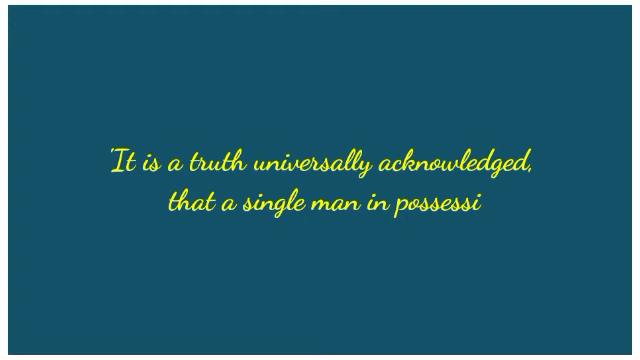 'It is a truth universally acknowledged,
that a single man in possessi